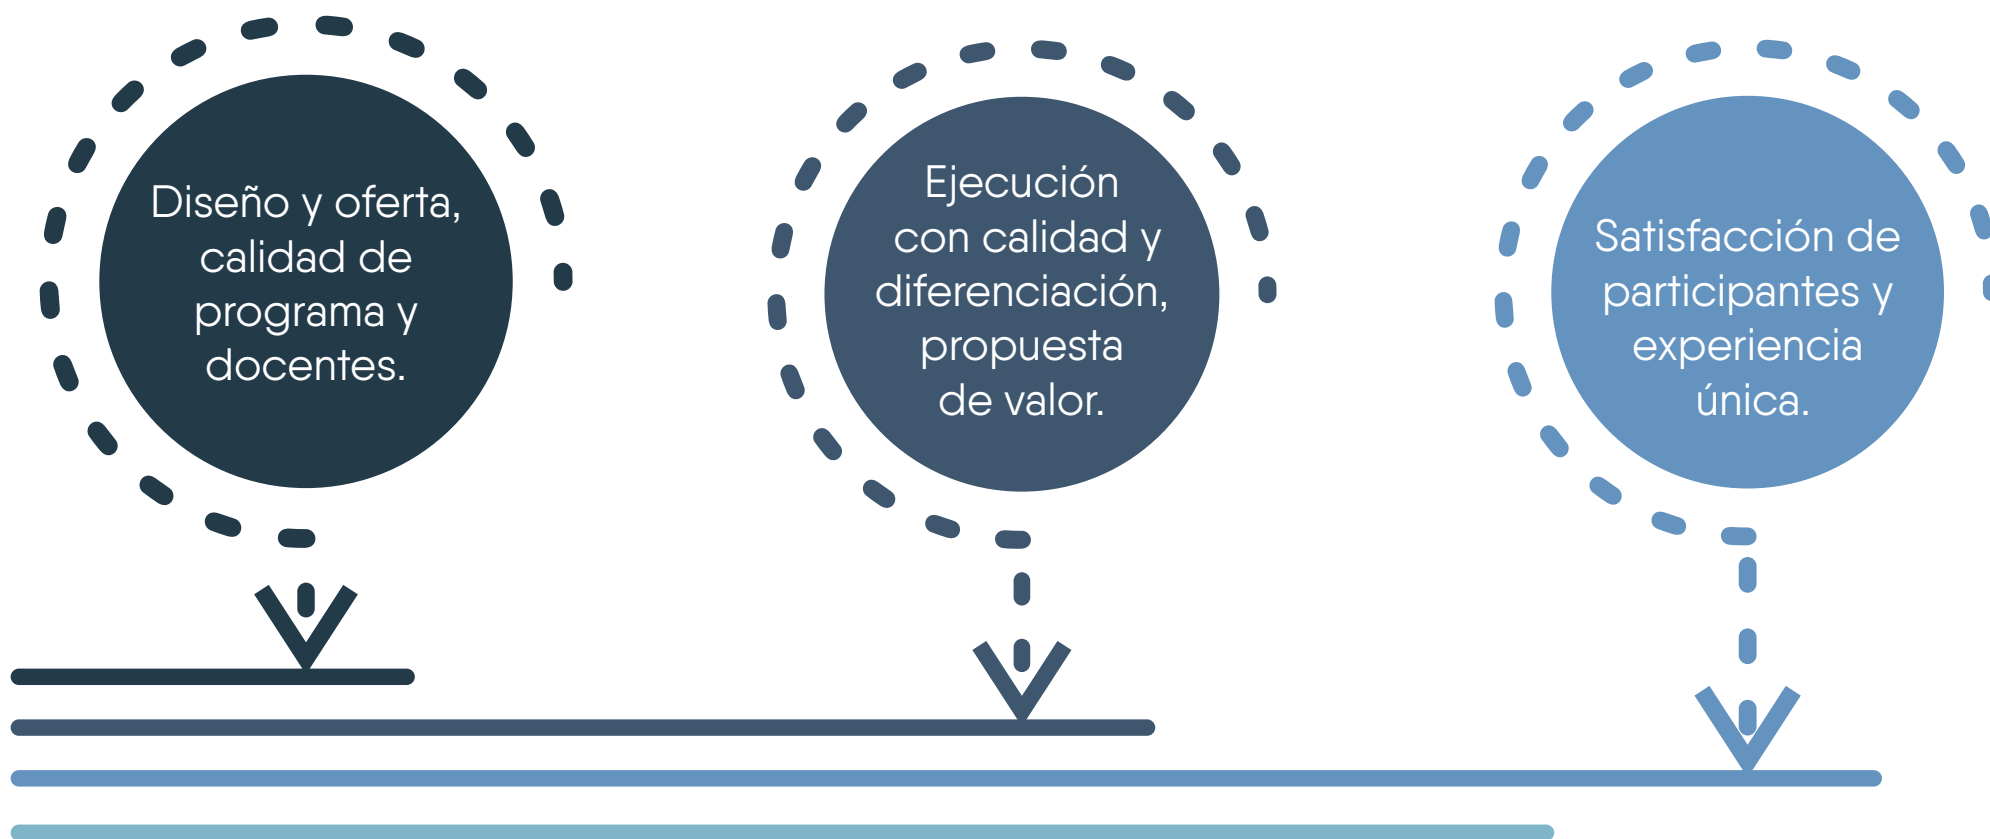 Diseño y oferta,
calidad de
programa y
docentes.
Ejecución
con calidad y
diferenciación,
propuesta
de valor.
Satisfacción de
participantes y
experiencia
única.